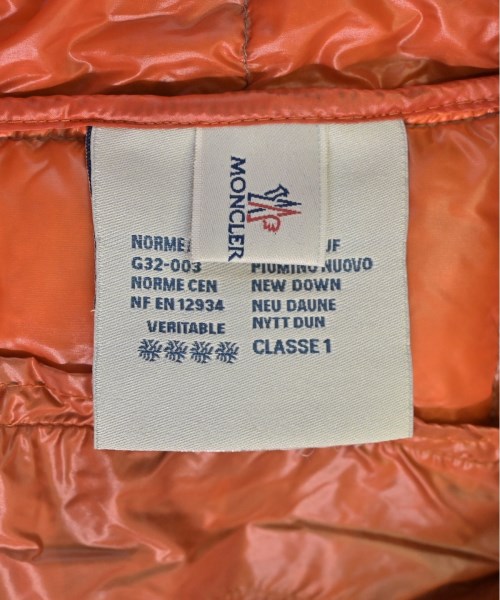 MONCLER
NORME
G32-003
NORME CEN
NF EN 12934
VERITABLE
PIUMINO NUOVO
NEW DOWN
NEU DAUNE
NYTT DUN
CLASSE 1